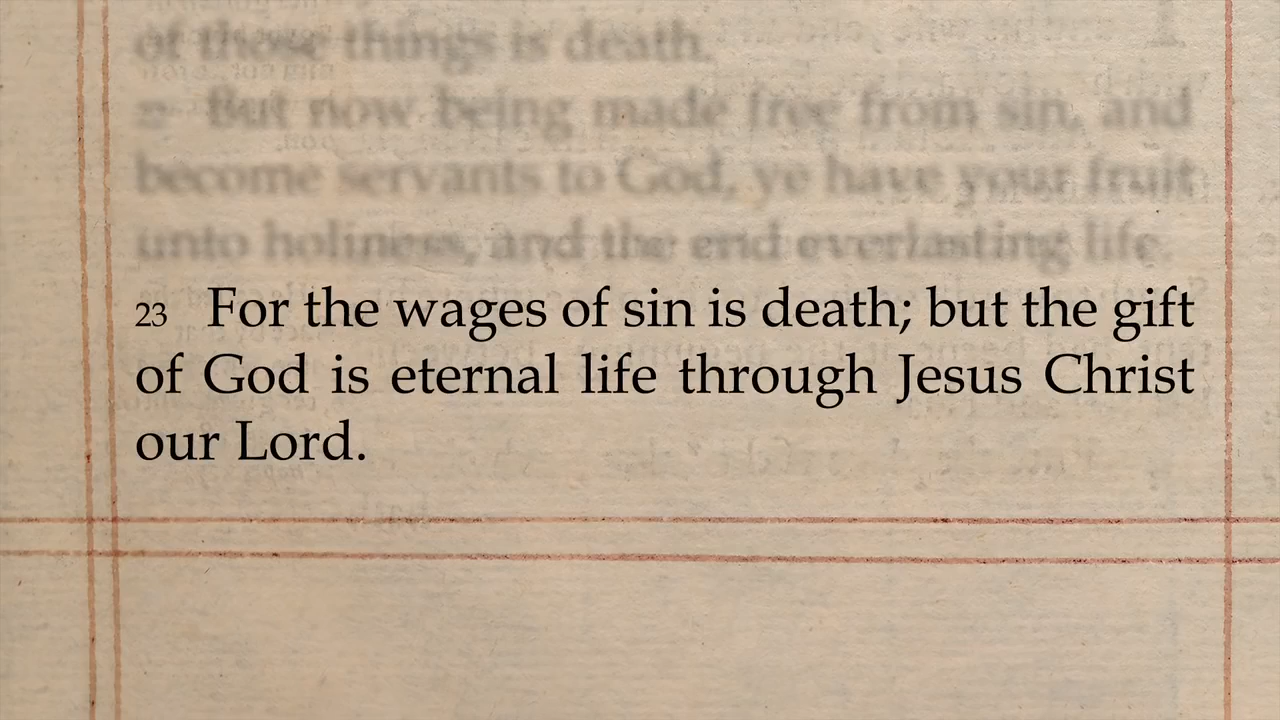 of those things is death.
22 But now being made free from sin, and
become servants to God, ye have your fruit
unto holiness, and the end everlasting life.
23 For the wages of sin is death; but the gift
of God is eternal life through Jesus Christ
our Lord.